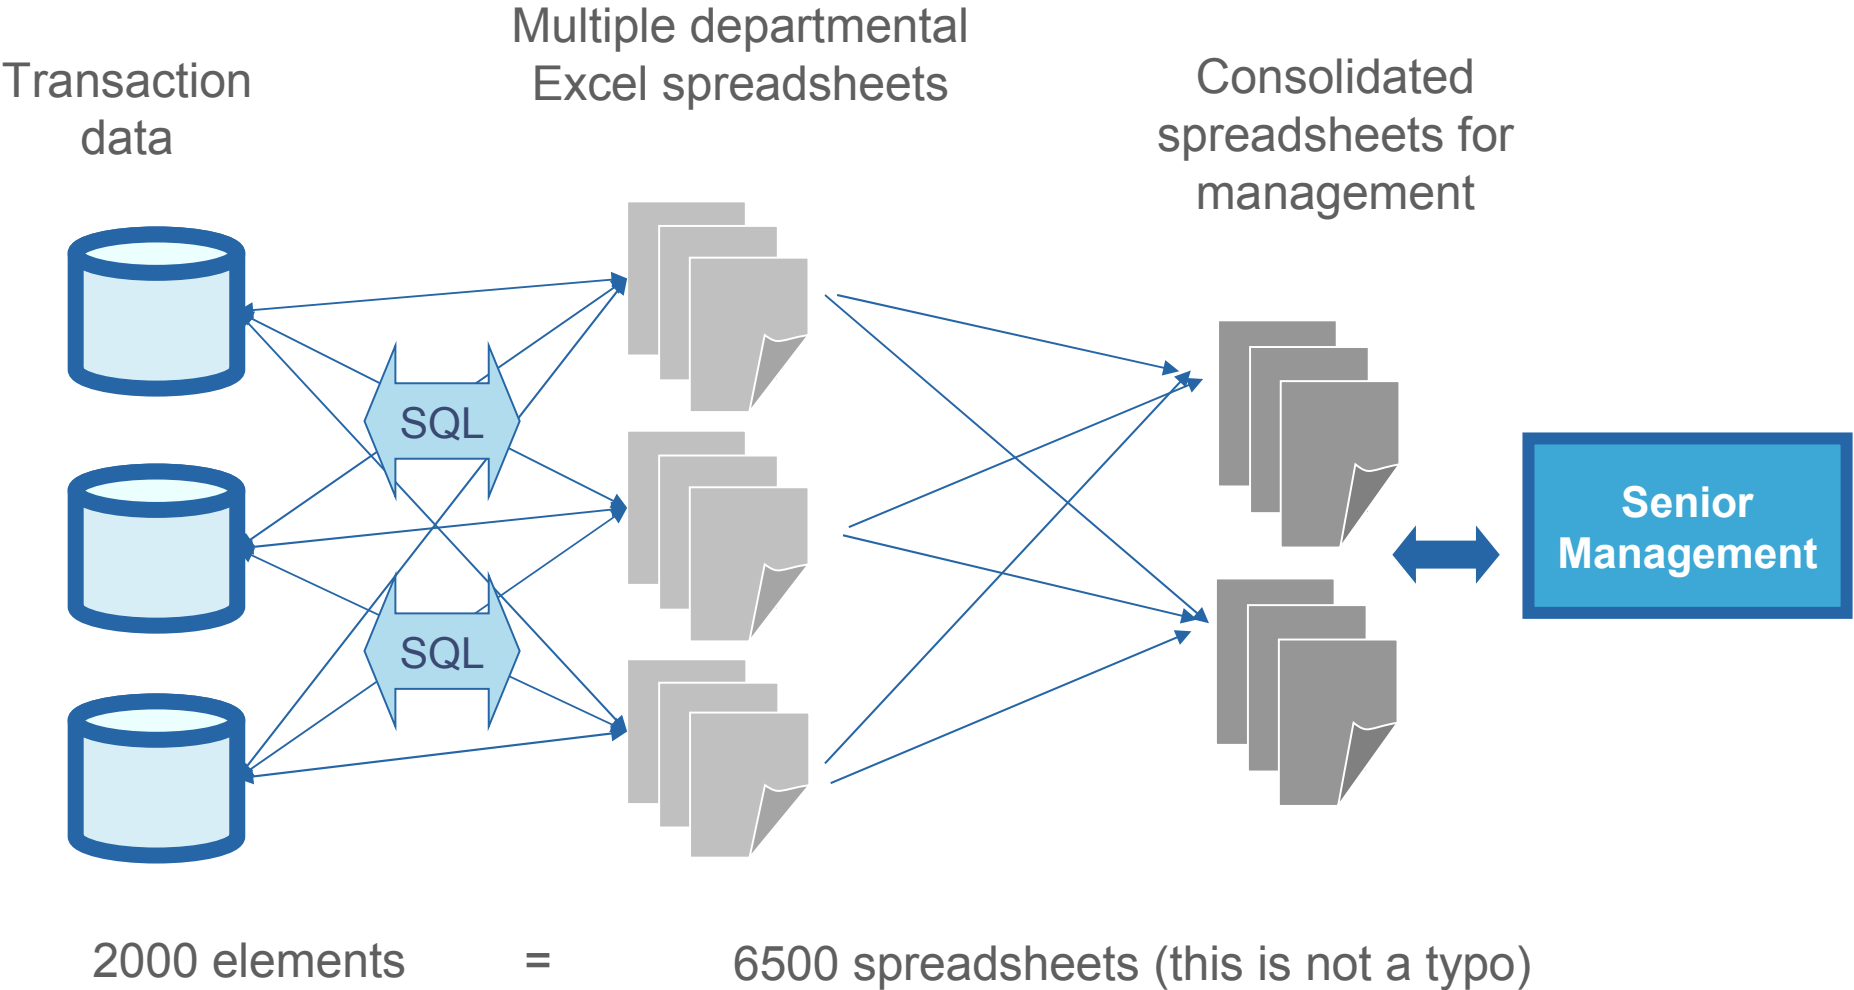 Transaction
data
Multiple departmental
Excel spreadsheets
Consolidated
spreadsheets for
management
SQL
SQL
Senior
Management
2000 elements = 6500 spreadsheets (this is not a typo)